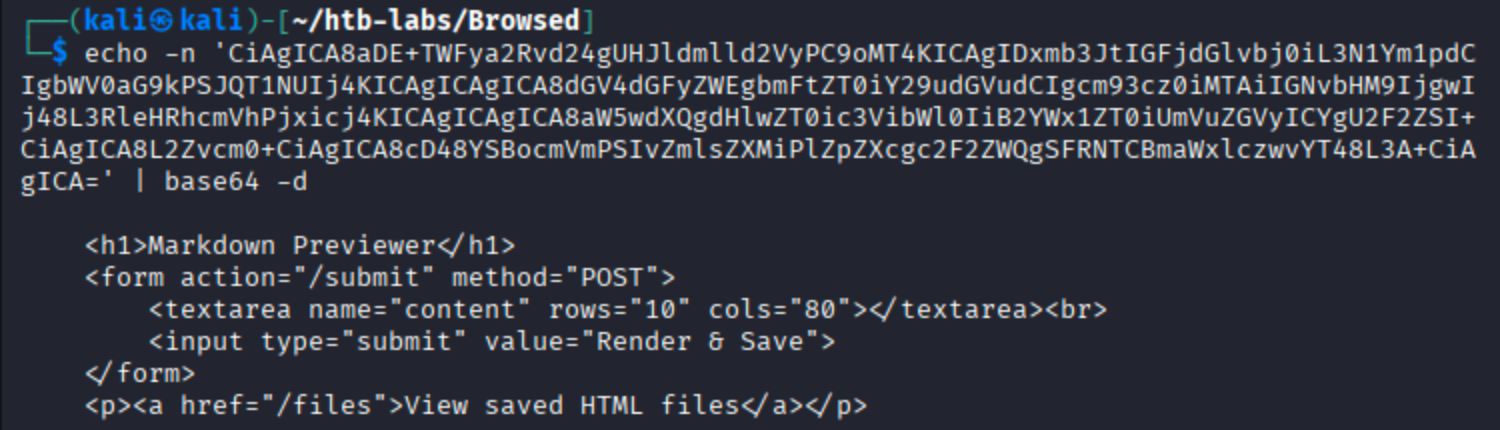 ┌──(kali㉿kali)-[~/htb-labs/Browsed]
└─$ echo -n 'CiAgICA8aDE+TWFya2Rvd24gUHJldmlld2VyPC9oMT4KICAgIDxmb3JtIGFjdGlvbj0iL3N1Ym1pdC
IgbWV0aG9kPSJQT1NUIj4KICAgICAgICA8dGV4dGFyZWEgbmFtZT0iY29udGVudCIgcm93cz0iMTAiIGNvbHM9IjgwI
j48L3RleHRhcmVhPjxicj4KICAgICAgICA8aW5wdXQgdHlwZT0ic3VibWl0IiB2YWx1ZT0iUmVuZGVyICYgU2F2ZSI+
CiAgICA8L2Zvcm0+CiAgICA8cD48YSBocmVmPSIvZmlsZXMiPlZpZXcgc2F2ZWQgSFRNTCBmaWxlczwvYT48L3A+CiA
gICA=' | base64 -d

    <h1>Markdown Previewer</h1>
    <form action="/submit" method="POST">
        <textarea name="content" rows="10" cols="80"></textarea><br>
        <input type="submit" value="Render & Save">
    </form>
    <p><a href="/files">View saved HTML files</a></p>